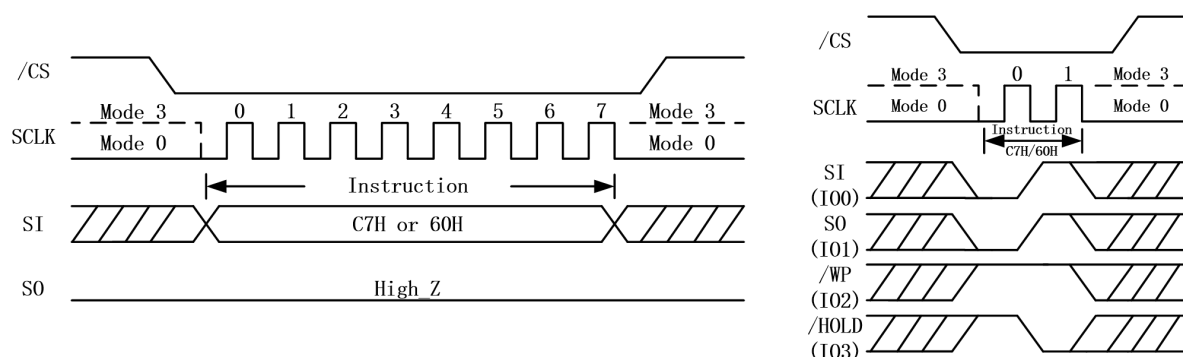 /CS
Mode 3 0 1 2 3 4 5 6 7 Mode 3
SCLK
Mode 0 Mode 0
Instruction
SI
C7H or 60H
SO
High_Z
/CS
Mode 3 0 1 Mode 3
SCLK
Mode 0 Mode 0
Instruction
C7H/60H
SI
(IO0)
SO
(IO1)
/WP
(IO2)
/HOLD
(IO3)